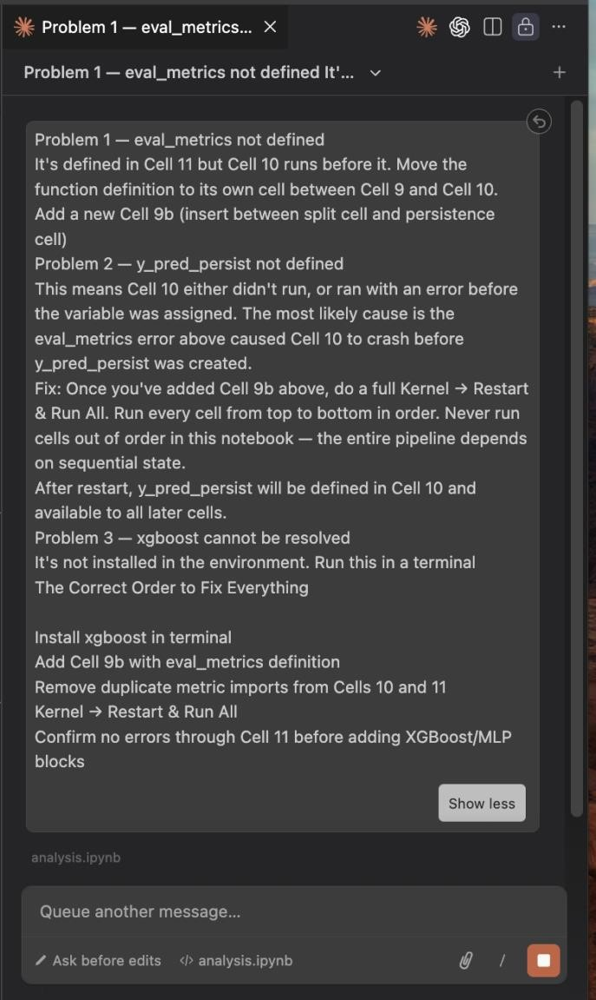 Problem 1 — eval_metrics...
Problem 1 — eval_metrics not defined It'...
Problem 1 — eval_metrics not defined
It's defined in Cell 11 but Cell 10 runs before it. Move the
function definition to its own cell between Cell 9 and Cell 10.
Add a new Cell 9b (insert between split cell and persistence
cell)
Problem 2 — y_pred_persist not defined
This means Cell 10 either didn't run, or ran with an error before
the variable was assigned. The most likely cause is the
eval_metrics error above caused Cell 10 to crash before
y_pred_persist was created.
Fix: Once you've added Cell 9b above, do a full Kernel → Restart
& Run All. Run every cell from top to bottom in order. Never run
cells out of order in this notebook — the entire pipeline depends
on sequential state.
After restart, y_pred_persist will be defined in Cell 10 and
available to all later cells.
Problem 3 — xgboost cannot be resolved
It's not installed in the environment. Run this in a terminal
The Correct Order to Fix Everything
Install xgboost in terminal
Add Cell 9b with eval_metrics definition
Remove duplicate metric imports from Cells 10 and 11
Kernel → Restart & Run All
Confirm no errors through Cell 11 before adding XGBoost/MLP
blocks
Show less
analysis.ipynb
Queue another message...
Ask before edits </> analysis.ipynb /